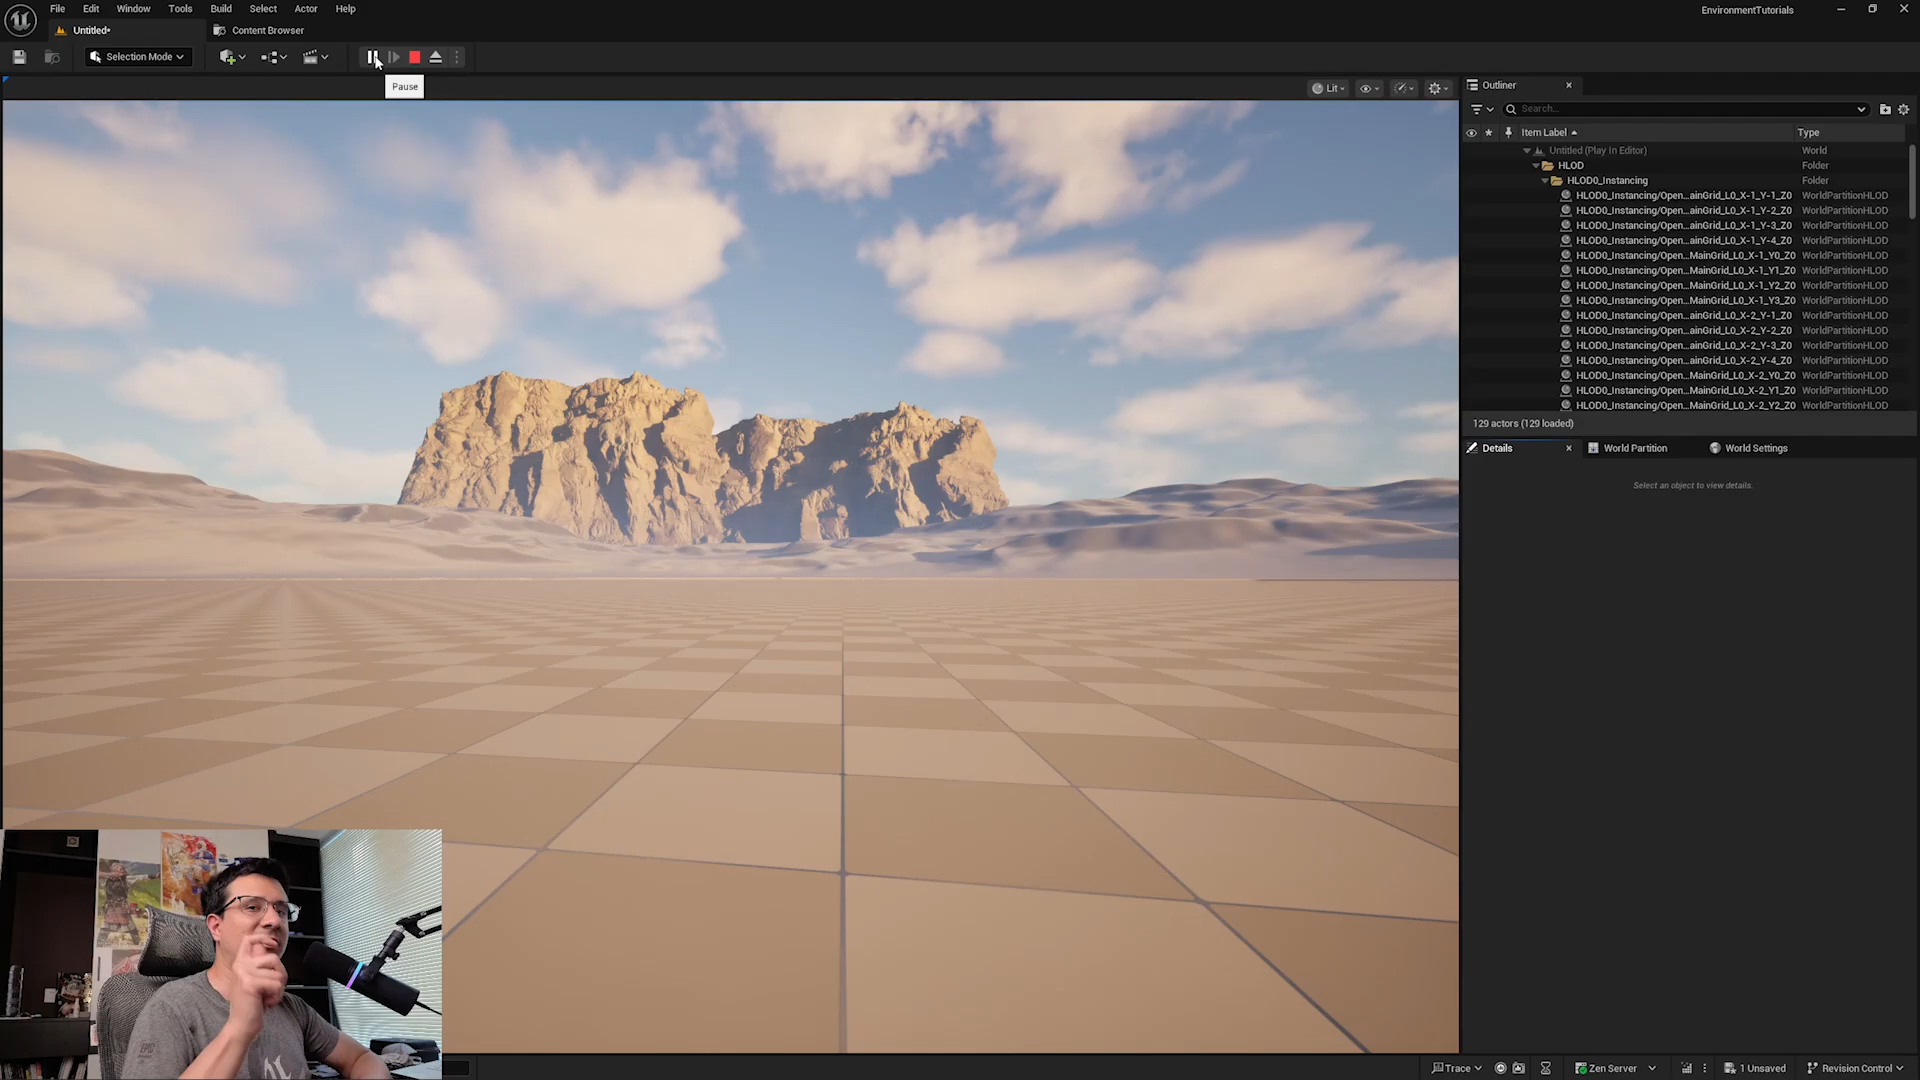 File Edit Window Tools Build Select Actor Help
EnvironmentTutorials
Untitled*
Content Browser
Selection Mode
Pause
Lit
Outliner
Search...
Item Label Type
Untitled (Play In Editor) World
HLOD Folder
HLOD0_Instancing Folder
HLOD0_Instancing/Open...ainGrid_L0_X-1_Y-1_Z0 WorldPartitionHLOD
HLOD0_Instancing/Open...ainGrid_L0_X-1_Y-2_Z0 WorldPartitionHLOD
HLOD0_Instancing/Open...ainGrid_L0_X-1_Y-3_Z0 WorldPartitionHLOD
HLOD0_Instancing/Open...ainGrid_L0_X-1_Y-4_Z0 WorldPartitionHLOD
HLOD0_Instancing/Open...MainGrid_L0_X-1_Y0_Z0 WorldPartitionHLOD
HLOD0_Instancing/Open...MainGrid_L0_X-1_Y1_Z0 WorldPartitionHLOD
HLOD0_Instancing/Open...MainGrid_L0_X-1_Y2_Z0 WorldPartitionHLOD
HLOD0_Instancing/Open...MainGrid_L0_X-1_Y3_Z0 WorldPartitionHLOD
HLOD0_Instancing/Open...ainGrid_L0_X-2_Y-1_Z0 WorldPartitionHLOD
HLOD0_Instancing/Open...ainGrid_L0_X-2_Y-2_Z0 WorldPartitionHLOD
HLOD0_Instancing/Open...ainGrid_L0_X-2_Y-3_Z0 WorldPartitionHLOD
HLOD0_Instancing/Open...ainGrid_L0_X-2_Y-4_Z0 WorldPartitionHLOD
HLOD0_Instancing/Open...MainGrid_L0_X-2_Y0_Z0 WorldPartitionHLOD
HLOD0_Instancing/Open...MainGrid_L0_X-2_Y1_Z0 WorldPartitionHLOD
HLOD0_Instancing/Open...MainGrid_L0_X-2_Y2_Z0 WorldPartitionHLOD
129 actors (129 loaded)
Details World Partition World Settings
Select an object to view details.
Trace Zen Server 1 Unsaved Revision Control